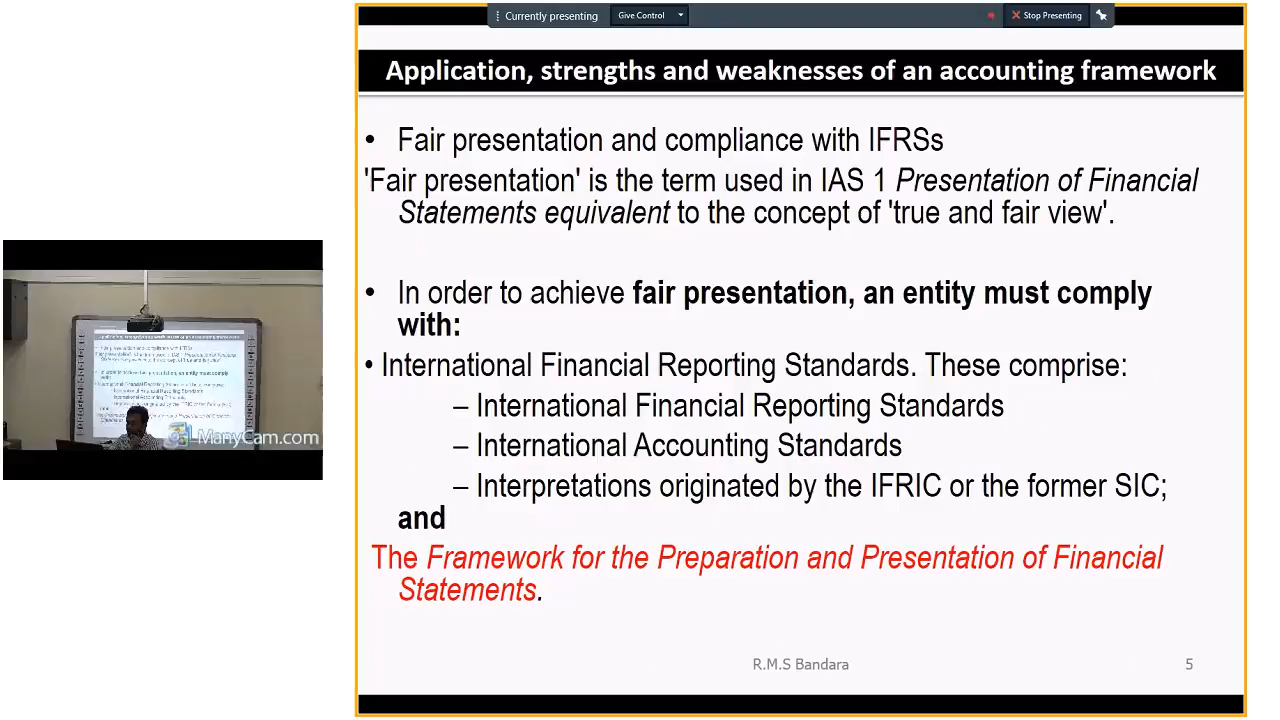 Currently presenting
Give Control
Stop Presenting
Application, strengths and weaknesses of an accounting framework
• Fair presentation and compliance with IFRSs
'Fair presentation' is the term used in IAS 1 Presentation of Financial
Statements equivalent to the concept of 'true and fair view'.
• In order to achieve fair presentation, an entity must comply
with:
• International Financial Reporting Standards. These comprise:
– International Financial Reporting Standards
– International Accounting Standards
– Interpretations originated by the IFRIC or the former SIC;
and
The Framework for the Preparation and Presentation of Financial
Statements.
R.M.S Bandara
5
ManyCam.com